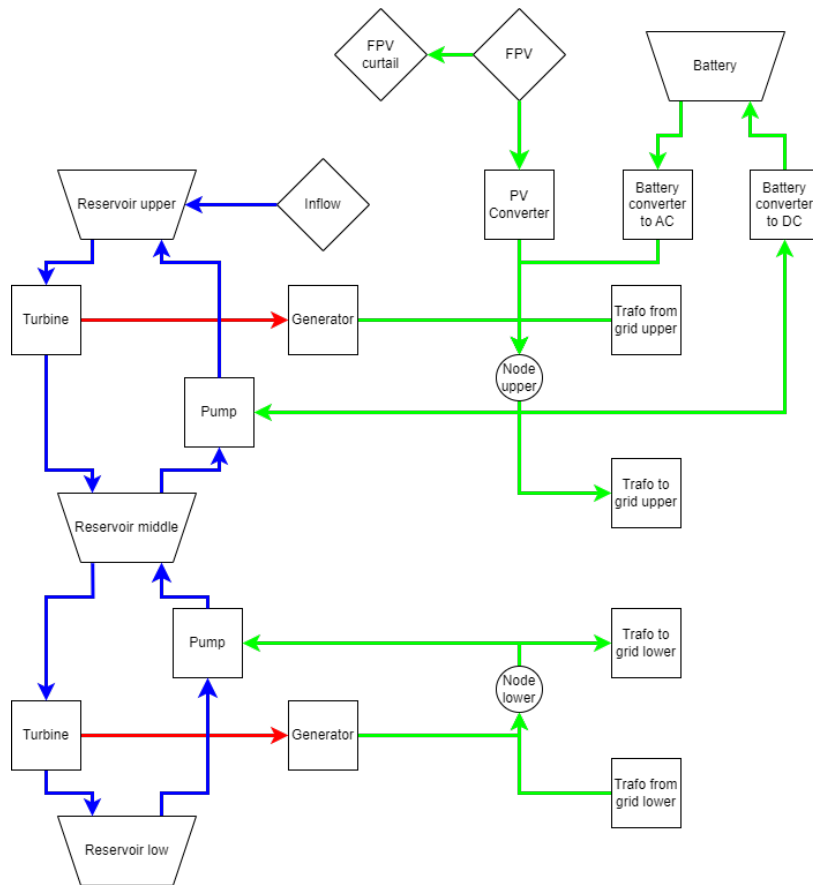 FPV
curtail
FPV
Battery
Reservoir upper
Inflow
PV
Converter
Battery
converter
to AC
Battery
converter
to DC
Turbine
Generator
Trafo from
grid upper
Node
upper
Pump
Trafo to
grid upper
Reservoir middle
Pump
Trafo to
grid lower
Node
lower
Turbine
Generator
Trafo from
grid lower
Reservoir low